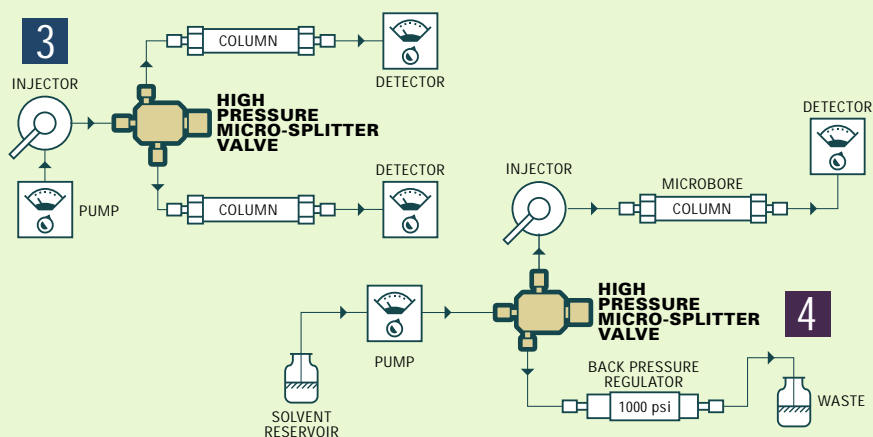 3
INJECTOR
PUMP
COLUMN
DETECTOR
HIGH
PRESSURE
MICRO-SPLITTER
VALVE
COLUMN
DETECTOR
4
SOLVENT
RESERVOIR
PUMP
HIGH
PRESSURE
MICRO-SPLITTER
VALVE
INJECTOR
MICROBORE
COLUMN
DETECTOR
BACK PRESSURE
REGULATOR
1000 psi
WASTE